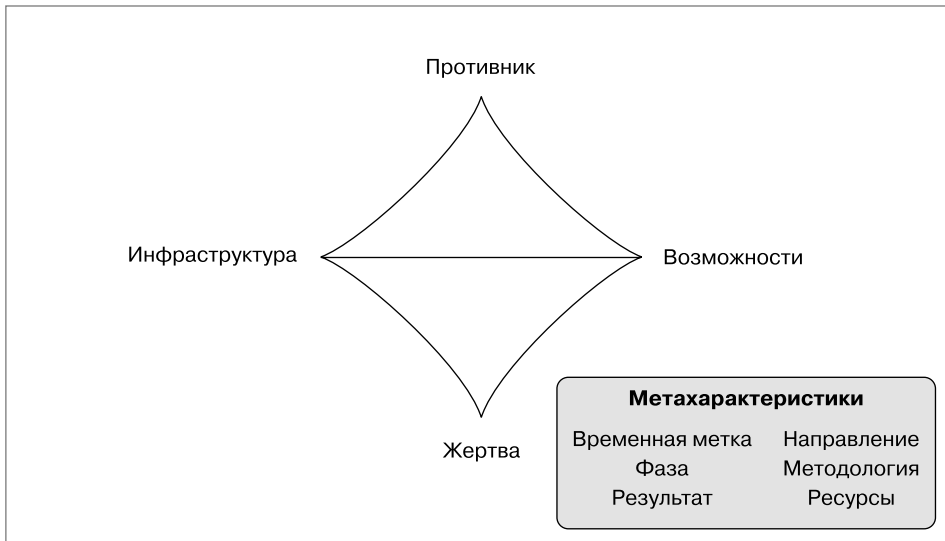 Противник
Инфраструктура
Возможности
Жертва
Метахарактеристики
Временная метка Направление
Фаза Методология
Результат Ресурсы